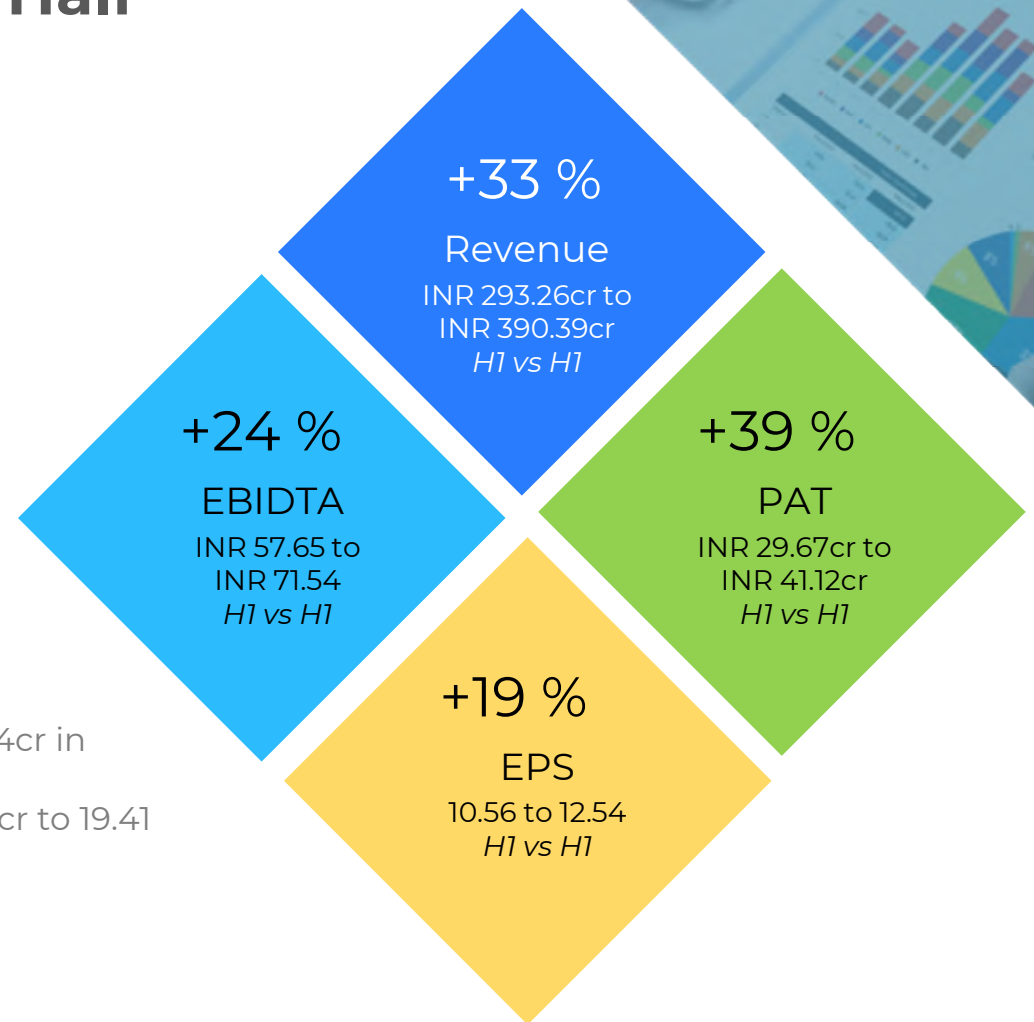 +33 %
Revenue
INR 293.26cr to
INR 390.39cr
H1 vs H1
+24 %
EBIDTA
INR 57.65 to
INR 71.54
H1 vs H1
+39 %
PAT
INR 29.67cr to
INR 41.12cr
H1 vs H1
+19 %
EPS
10.56 to 12.54
H1 vs H1
4cr in
cr to 19.41